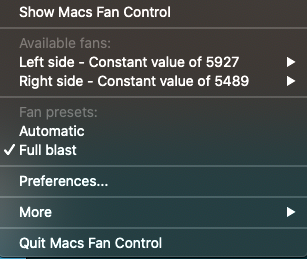 Show Macs Fan Control
Available fans:
Left side - Constant value of 5927
Right side - Constant value of 5489
Fan presets:
Automatic
Full blast
Preferences...
More
Quit Macs Fan Control